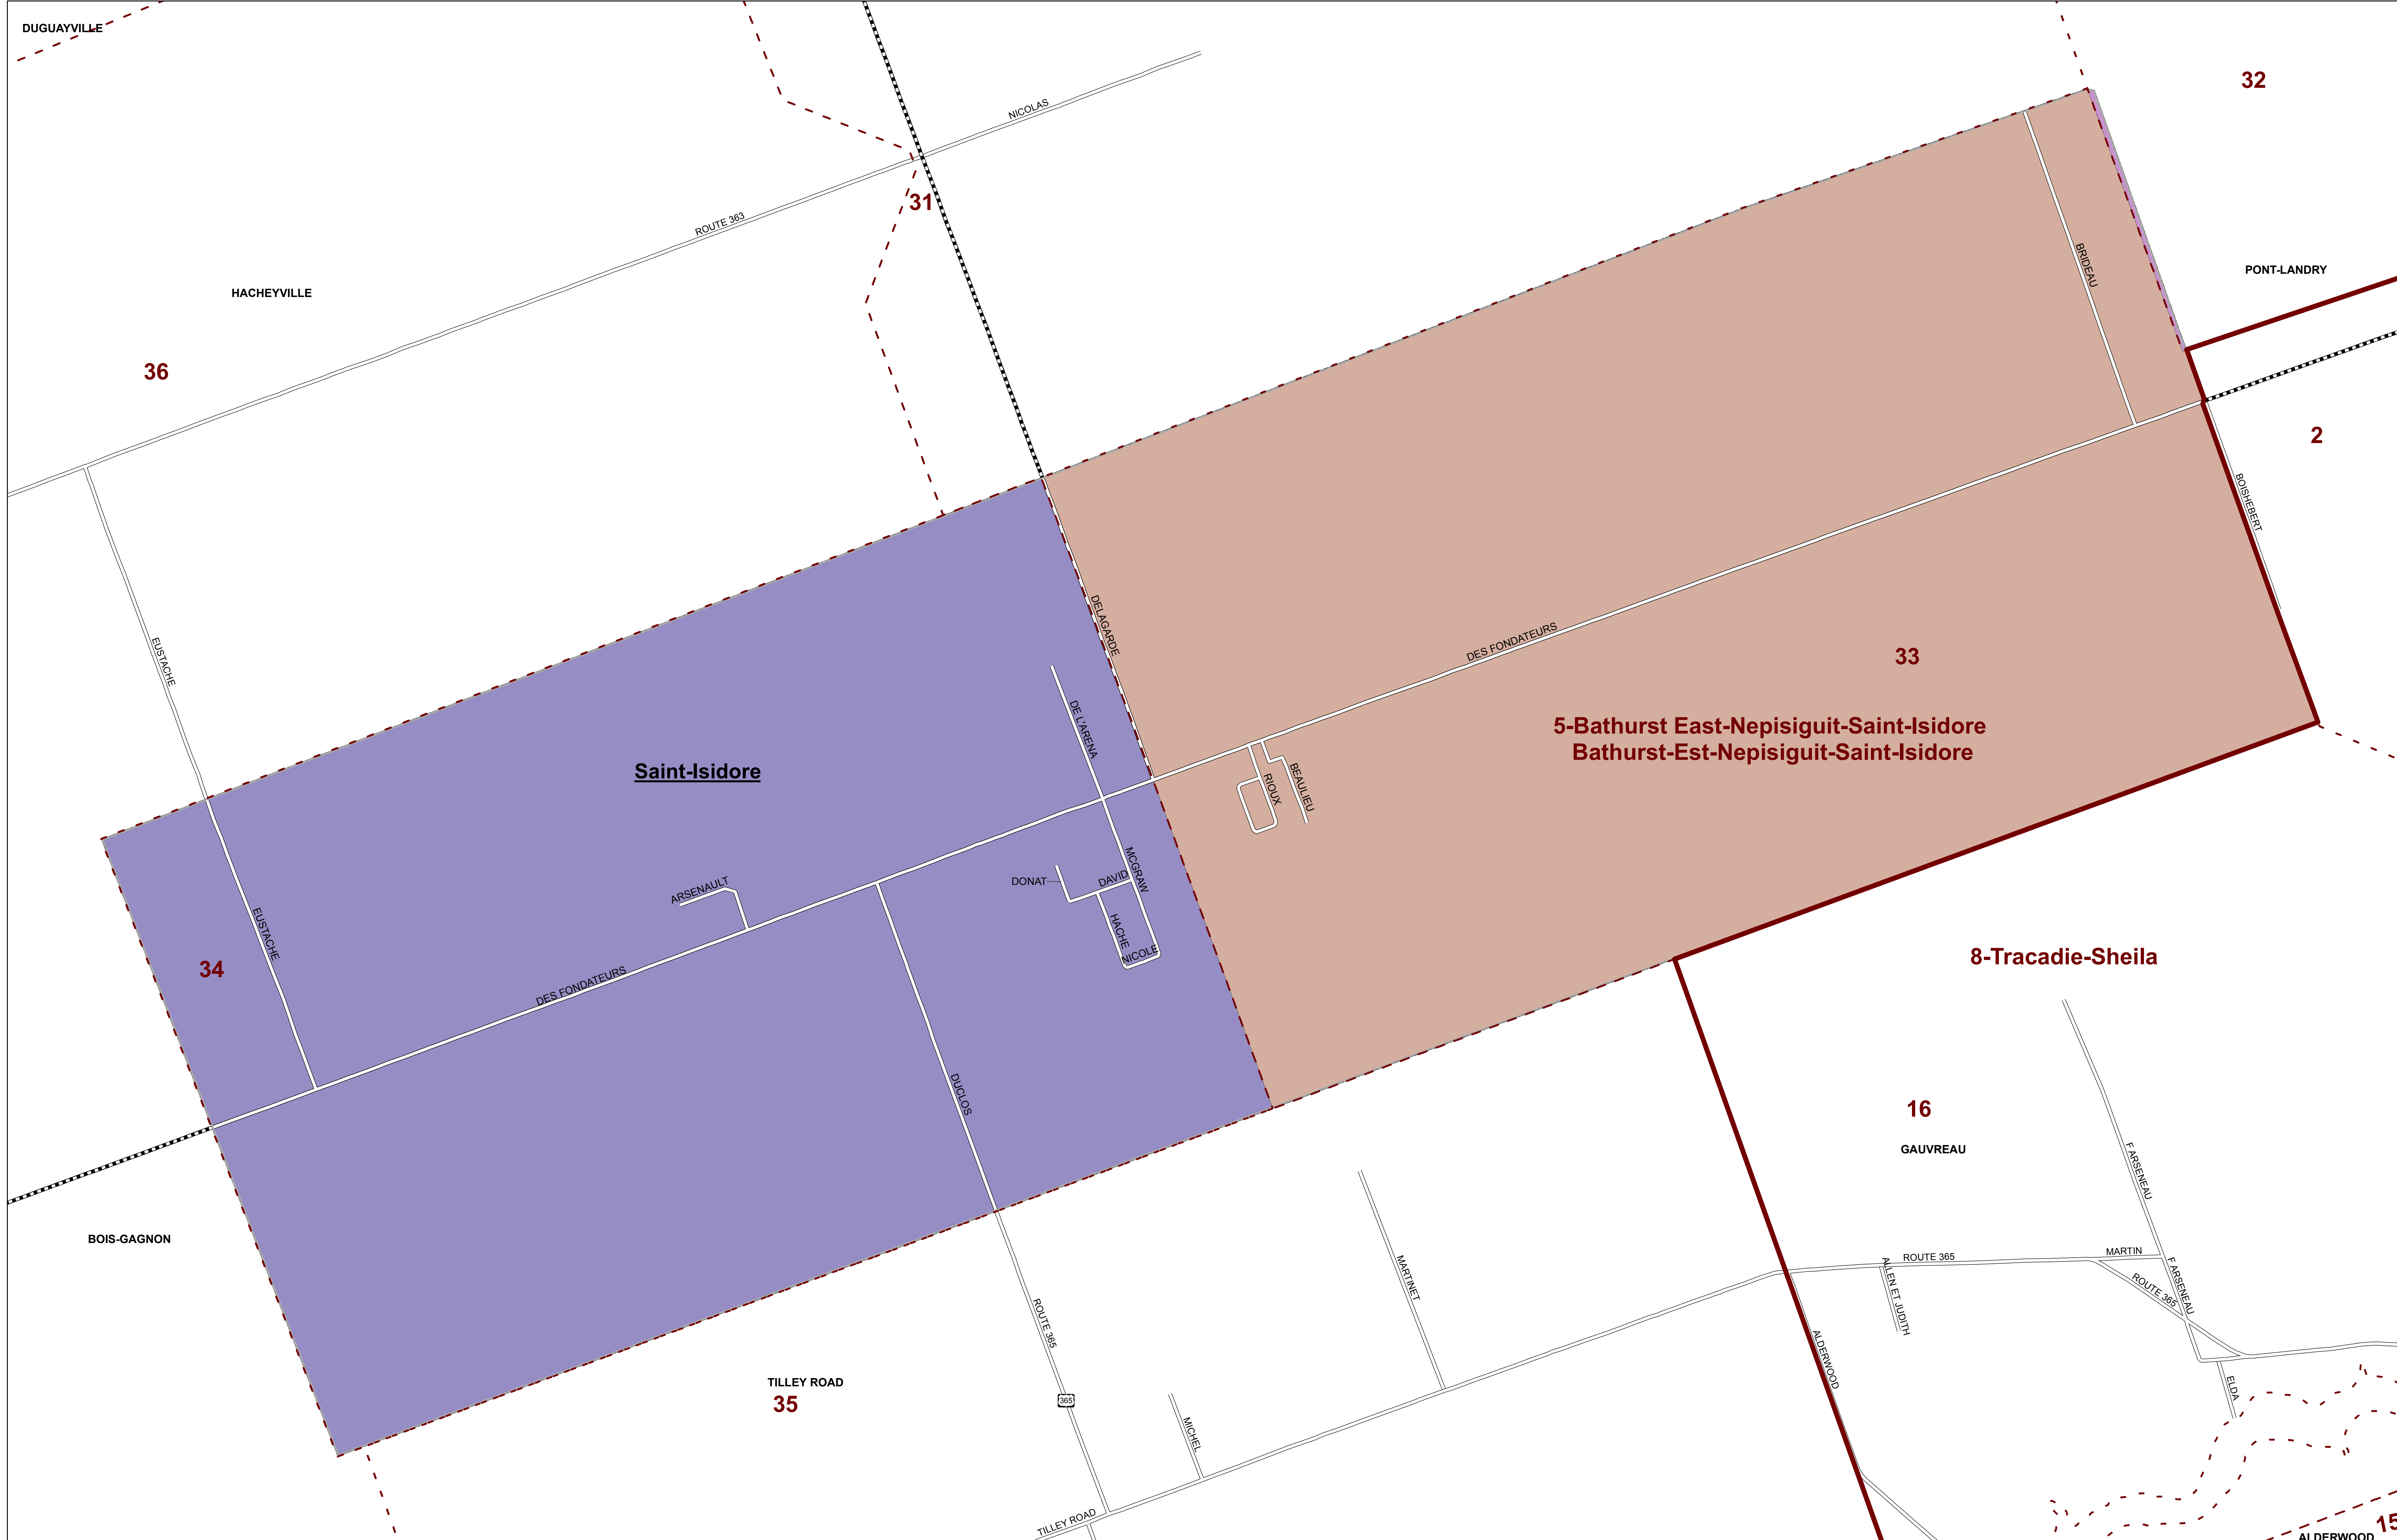 DUGUAYVILLE
32
NICOLAS
31
ROUTE 363
HACHEYVILLE
BRIDEAU
PONT-LANDRY
36
2
BOISHEBERT
DELAGARDE
EUSTACHE
DES FONDATEURS
33
DE L'ARENA
5-Bathurst East-Nepisiguit-Saint-Isidore
Bathurst-Est-Nepisiguit-Saint-Isidore
Saint-Isidore
RIOUX
BEAULIEU
MCGRAW
DONAT
DAVID
ARSENAULT
HACHE
NICOLE
EUSTACHE
34
DES FONDATEURS
8-Tracadie-Sheila
DUCLOS
16
GAUVREAU
F ARSENEAU
BOIS-GAGNON
ROUTE 365
MARTIN
MARTINET
ALLEN ET JUDITH
ROUTE 365
F ARSENEAU
ROUTE 365
ALDERWOOD
TILLEY ROAD
35
365
ELDA
MICHEL
TILLEY ROAD
15
ALDERWOOD